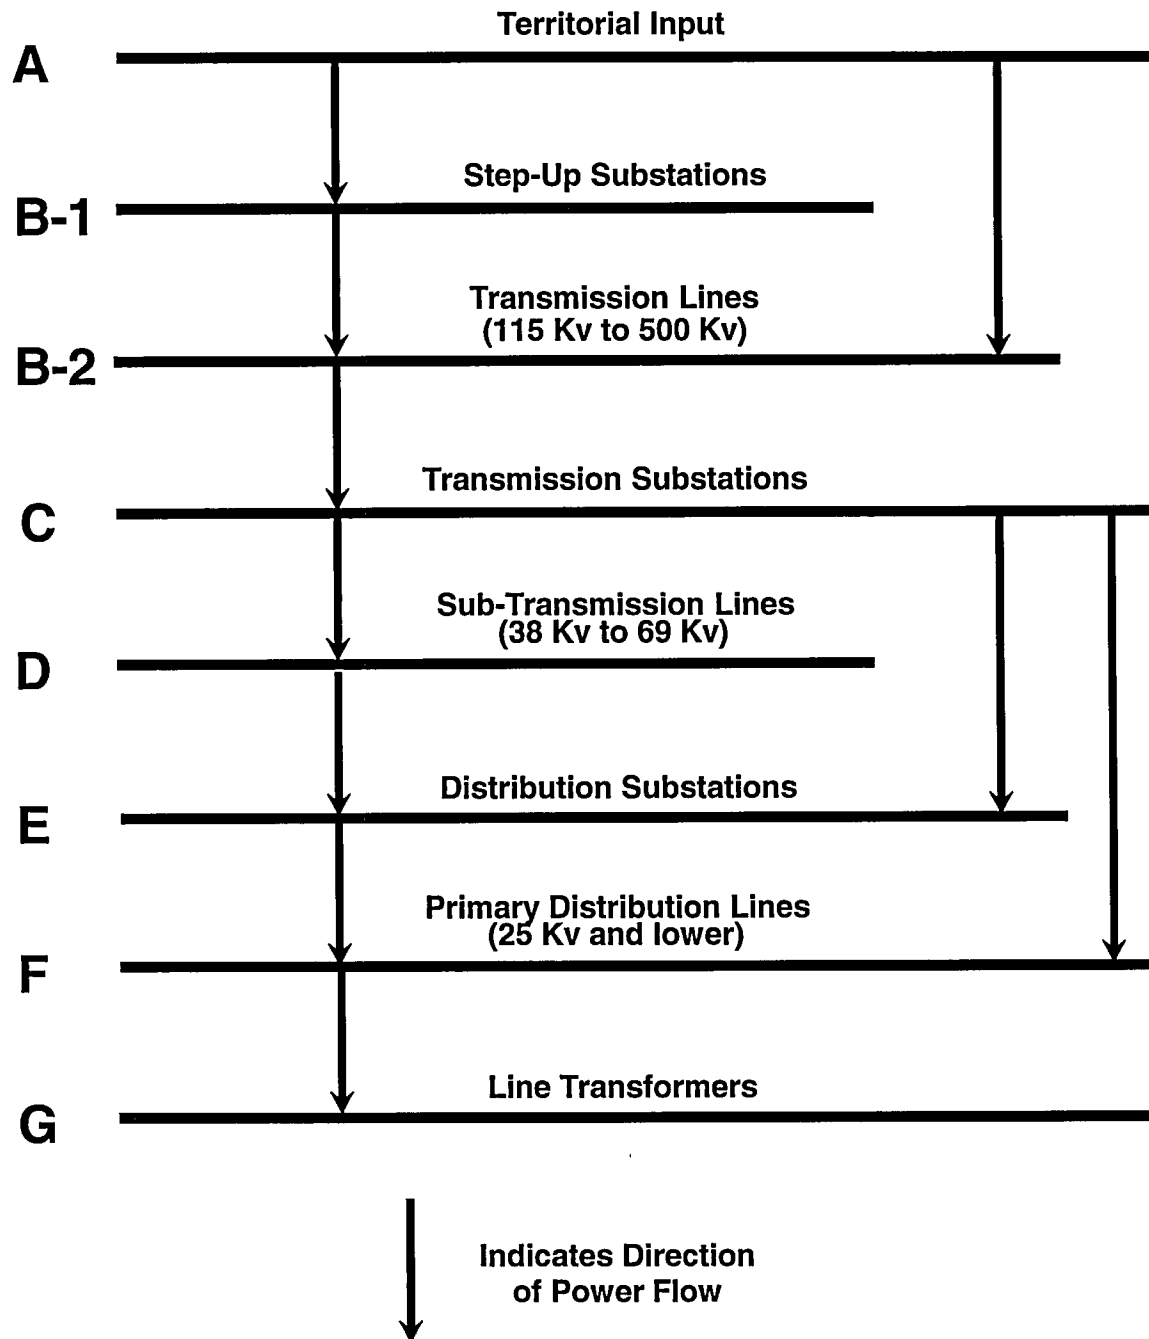 Territorial Input
A
Step-Up Substations
B-1
Transmission Lines
(115 Kv to 500 Kv)
B-2
Transmission Substations
C
Sub-Transmission Lines
(38 Kv to 69 Kv)
D
Distribution Substations
E
Primary Distribution Lines
(25 Kv and lower)
F
Line Transformers
G
Indicates Direction
of Power Flow